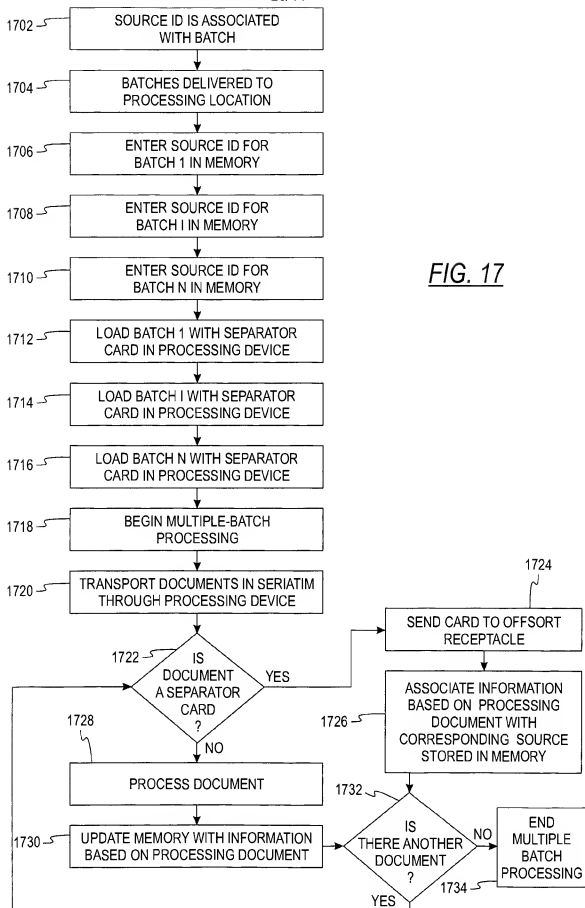 1702
SOURCE ID IS ASSOCIATED
WITH BATCH
1704
BATCHES DELIVERED TO
PROCESSING LOCATION
1706
ENTER SOURCE ID FOR
BATCH 1 IN MEMORY
1708
ENTER SOURCE ID FOR
BATCH I IN MEMORY
1710
ENTER SOURCE ID FOR
BATCH N IN MEMORY
FIG. 17
1712
LOAD BATCH 1 WITH SEPARATOR
CARD IN PROCESSING DEVICE
1714
LOAD BATCH I WITH SEPARATOR
CARD IN PROCESSING DEVICE
1716
LOAD BATCH N WITH SEPARATOR
CARD IN PROCESSING DEVICE
1718
BEGIN MULTIPLE-BATCH
PROCESSING
1720
TRANSPORT DOCUMENTS IN SERIATIM
THROUGH PROCESSING DEVICE
1722
IS
DOCUMENT
A SEPARATOR
CARD
?
YES
NO
1724
SEND CARD TO OFFSORT
RECEPTACLE
1726
ASSOCIATE INFORMATION
BASED ON PROCESSING
DOCUMENT WITH
CORRESPONDING SOURCE
STORED IN MEMORY
1728
PROCESS DOCUMENT
1730
UPDATE MEMORY WITH INFORMATION
BASED ON PROCESSING DOCUMENT
1732
IS
THERE ANOTHER
DOCUMENT
?
NO
YES
1734
END
MULTIPLE
BATCH
PROCESSING